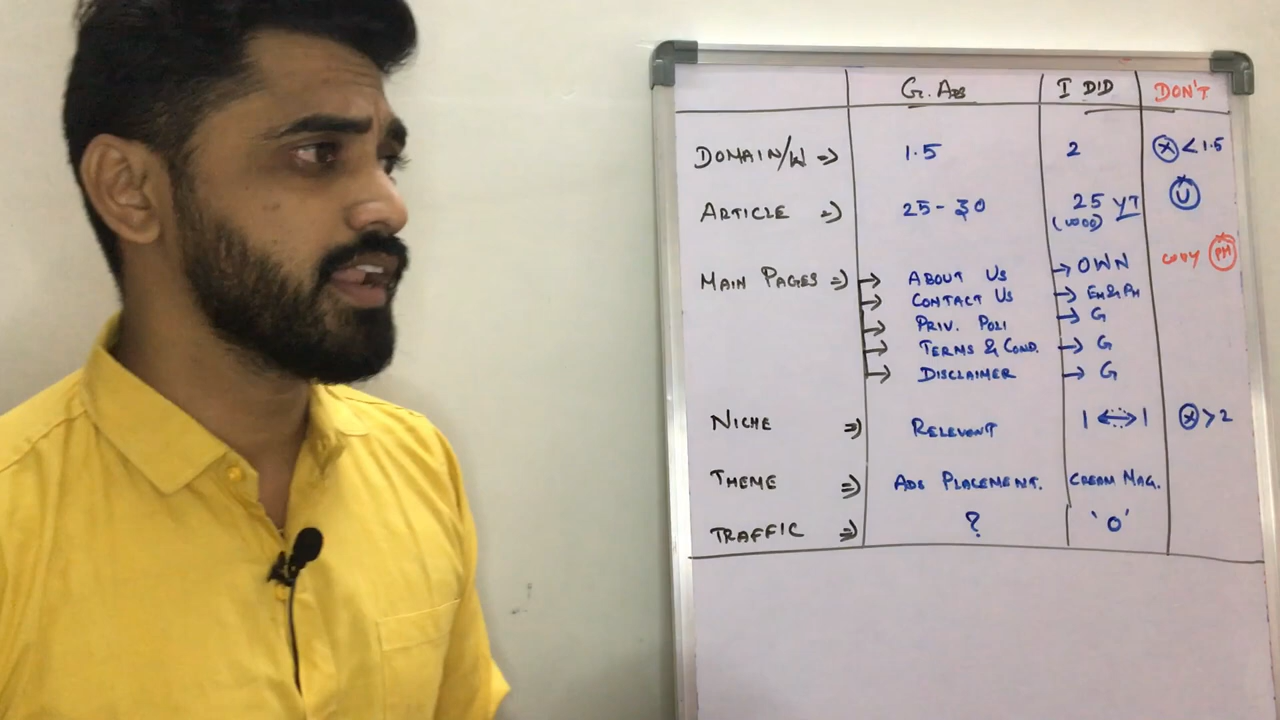 G. ADS I DID DON'T
DOMAIN/W => 1.5 2 X < 1.5
ARTICLE => 25-30 25 YT U
(1000)
MAIN PAGES => → ABOUT US → OWN COPY PM
→ CONTACT US → EM & PH
→ PRIV. POLI → G
→ TERMS & COND. → G
→ DISCLAIMER → G
NICHE => RELEVENT 1 ↔ 1 X > 2
THEME => ADS PLACEMENT. CREAM MAG.
TRAFFIC => ? '0'